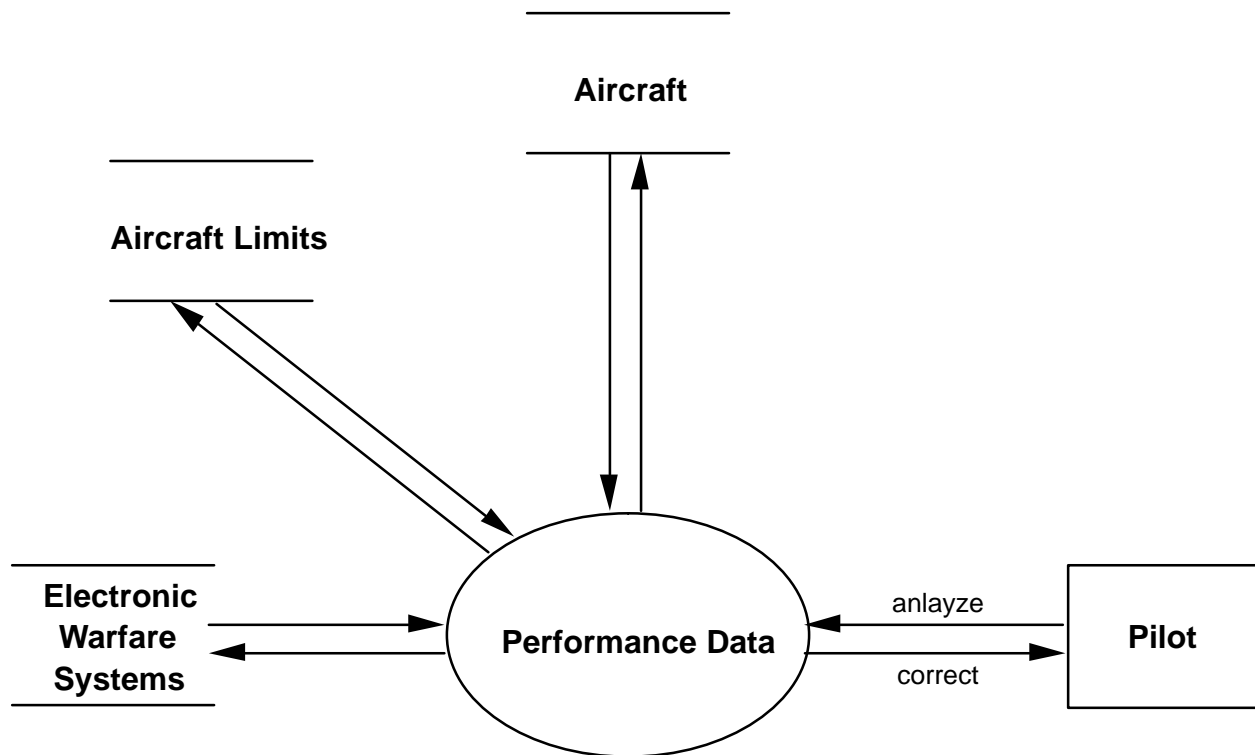 Aircraft
Aircraft Limits
Electronic
Warfare
Systems
Performance Data
anlayze
correct
Pilot